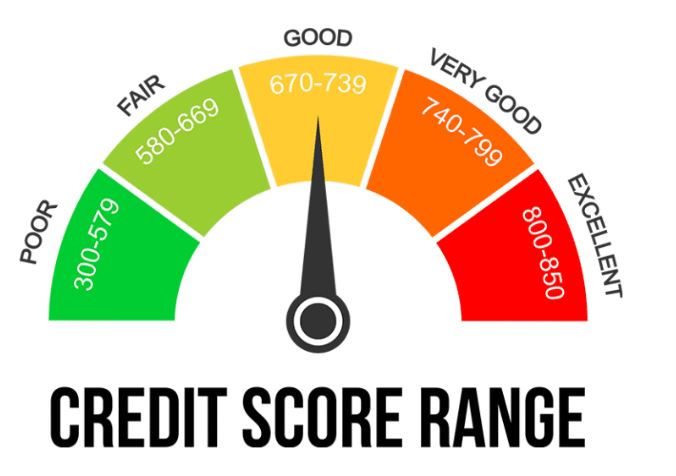 POOR
300-579
FAIR
580-669
GOOD
670-739
VERY GOOD
740-799
EXCELLENT
800-850
CREDIT SCORE RANGE